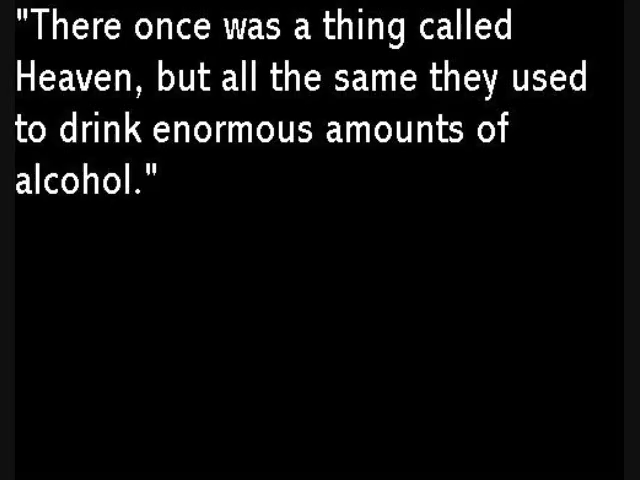 "There once was a thing called
Heaven, but all the same they used
to drink enormous amounts of
alcohol."